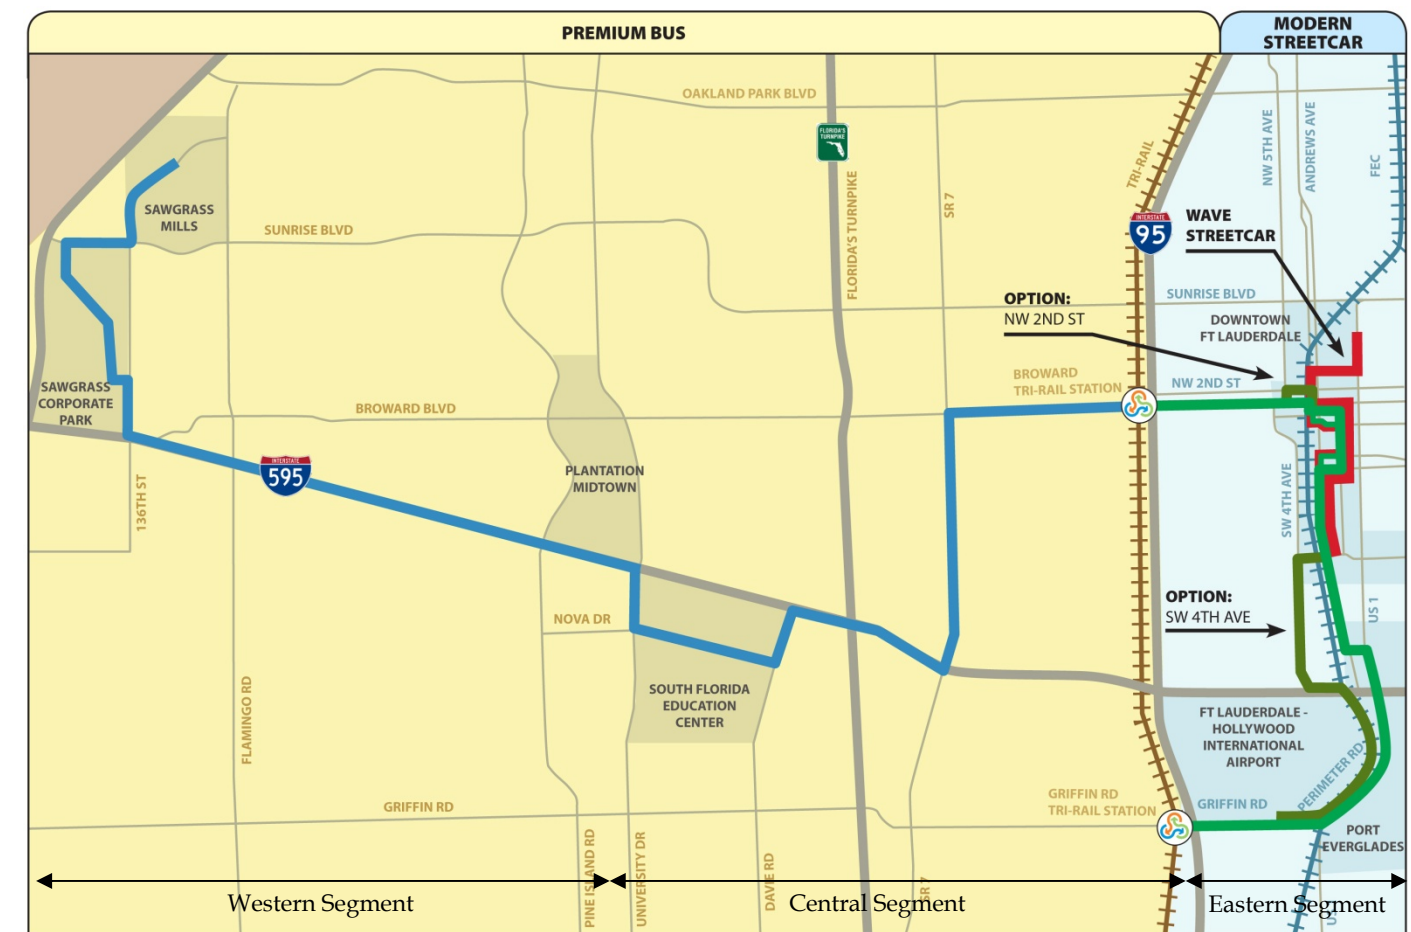 PREMIUM BUS
MODERN
STREETCAR
OAKLAND PARK BLVD
FLORIDA'S
TURNPIKE
TRI-RAIL
NW 5TH AVE
ANDREWS AVE
FEC
SAWGRASS
MILLS
SUNRISE BLVD
FLORIDA'S TURNPIKE
SR 7
INTERSTATE
95
WAVE
STREETCAR
OPTION:
NW 2ND ST
SUNRISE BLVD
DOWNTOWN
FT LAUDERDALE
SAWGRASS
CORPORATE
PARK
BROWARD BLVD
BROWARD
TRI-RAIL STATION
NW 2ND ST
INTERSTATE
595
136TH ST
PLANTATION
MIDTOWN
SW 4TH AVE
OPTION:
SW 4TH AVE
US 1
NOVA DR
FLAMINGO RD
SOUTH FLORIDA
EDUCATION
CENTER
FT LAUDERDALE -
HOLLYWOOD
INTERNATIONAL
AIRPORT
PERIMETER RD
GRIFFIN RD
GRIFFIN RD
TRI-RAIL STATION
GRIFFIN RD
PORT
EVERGLADES
PINE ISLAND RD
UNIVERSITY DR
DAVIE RD
SR 7
Western Segment
Central Segment
Eastern Segment